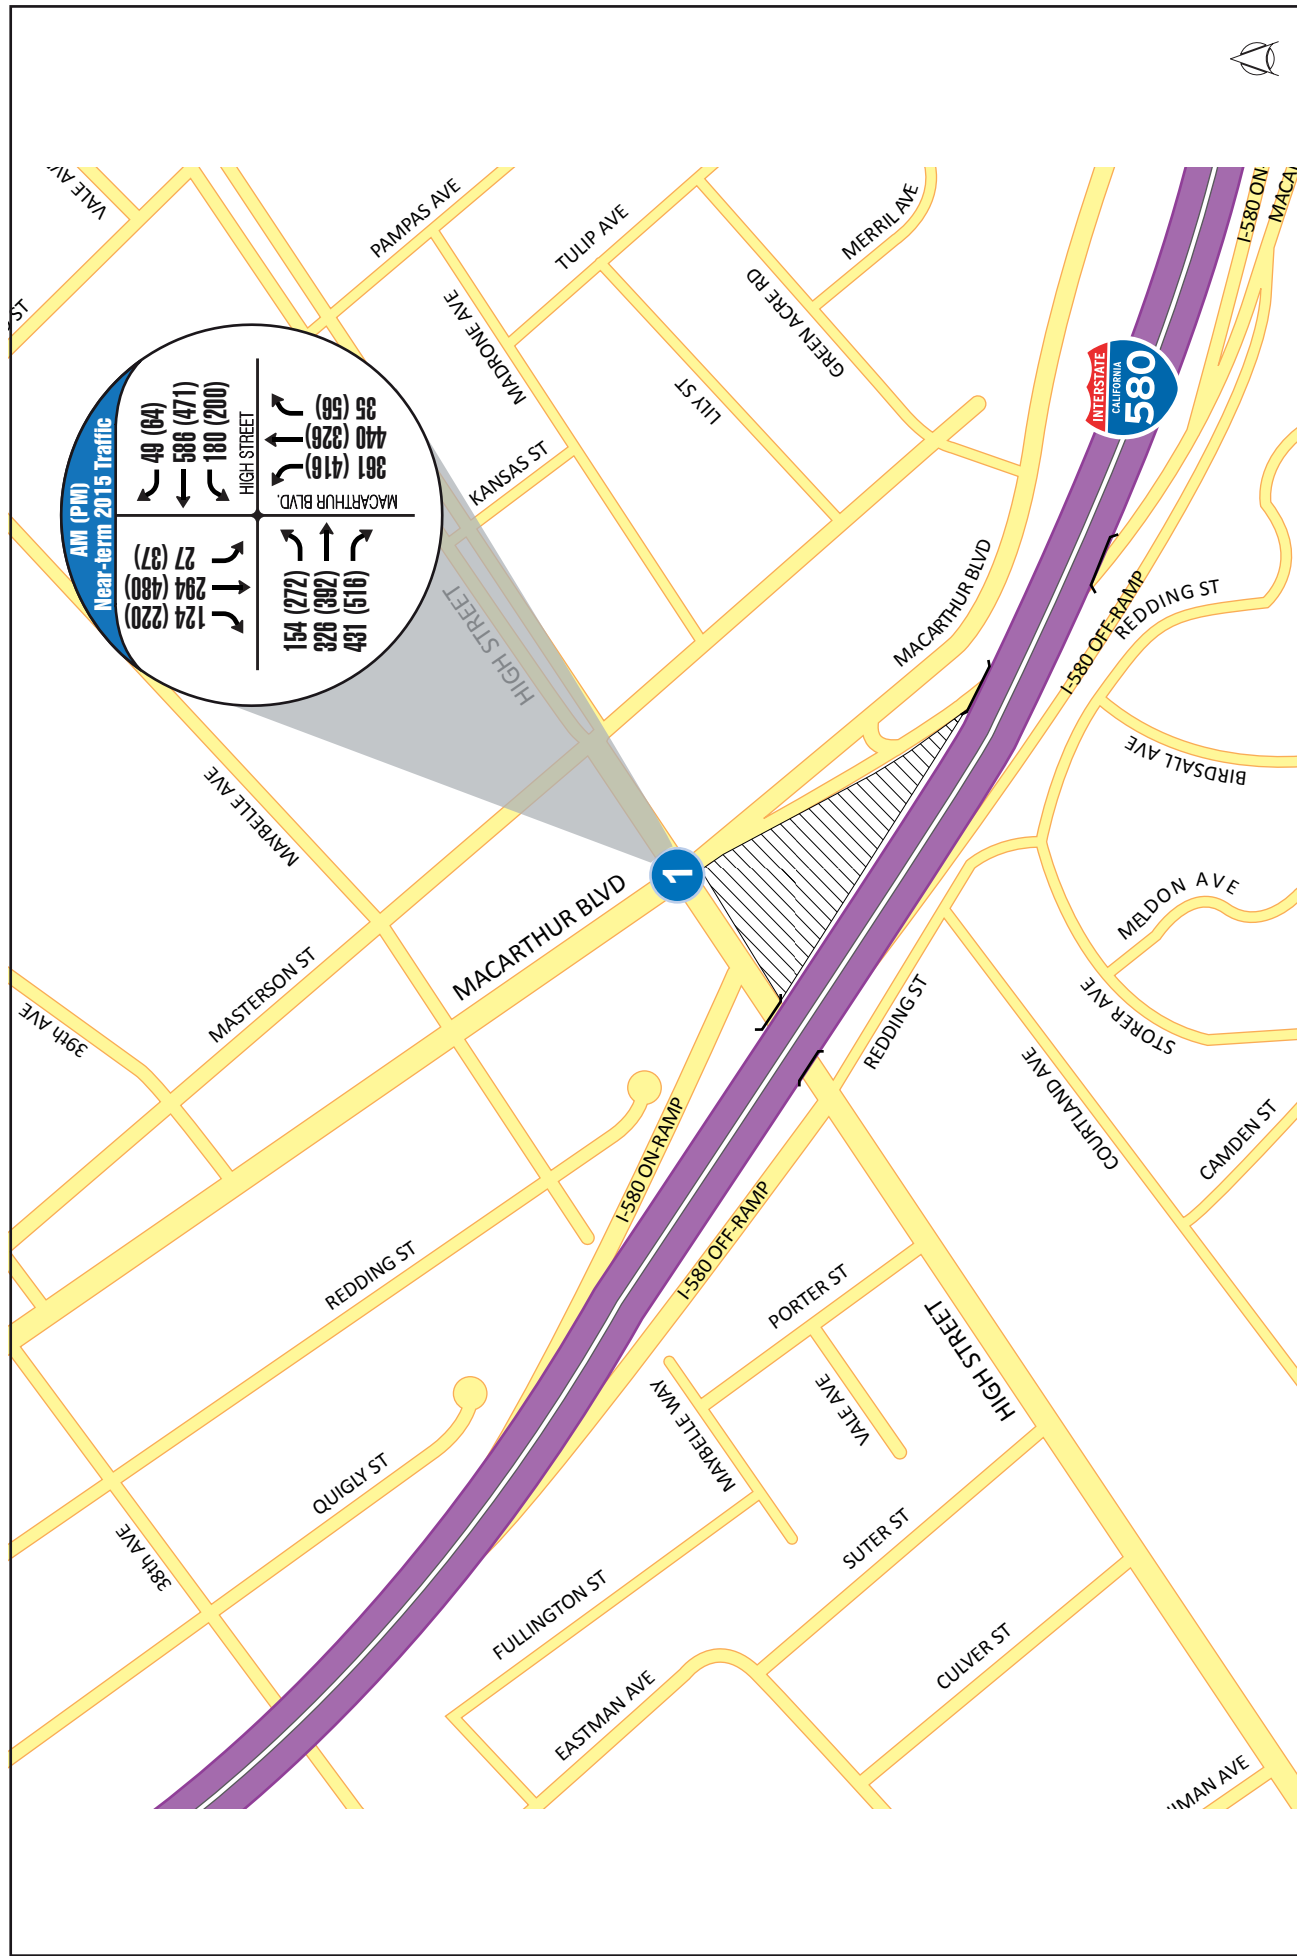 AM (PM)
Near-term 2015 Traffic
49 (64)
586 (471)
180 (200)
27 (37)
294 (480)
124 (220)
HIGH STREET
MACARTHUR BLVD.
154 (272)
326 (392)
431 (516)
361 (416)
440 (326)
35 (56)
VALE AVE
ST
PAMPAS AVE
TULIP AVE
MERRIL AVE
MADRONE AVE
GREEN ACRE RD
LILY ST
KANSAS ST
HIGH STREET
MACARTHUR BLVD
INTERSTATE
CALIFORNIA
580
I-580 ON-
I-580 OFF-RAMP
REDDING ST
BIRDSALL AVE
MAYBELLE AVE
MACARTHUR BLVD
1
MASTERSON ST
39th AVE
MELDON AVE
STORER AVE
REDDING ST
COURTLAND AVE
CAMDEN ST
I-580 ON-RAMP
I-580 OFF-RAMP
REDDING ST
PORTER ST
HIGH STREET
VALE AVE
MAYBELLE WAY
QUIGLY ST
38th AVE
SUTER ST
FULLINGTON ST
CULVER ST
EASTMAN AVE